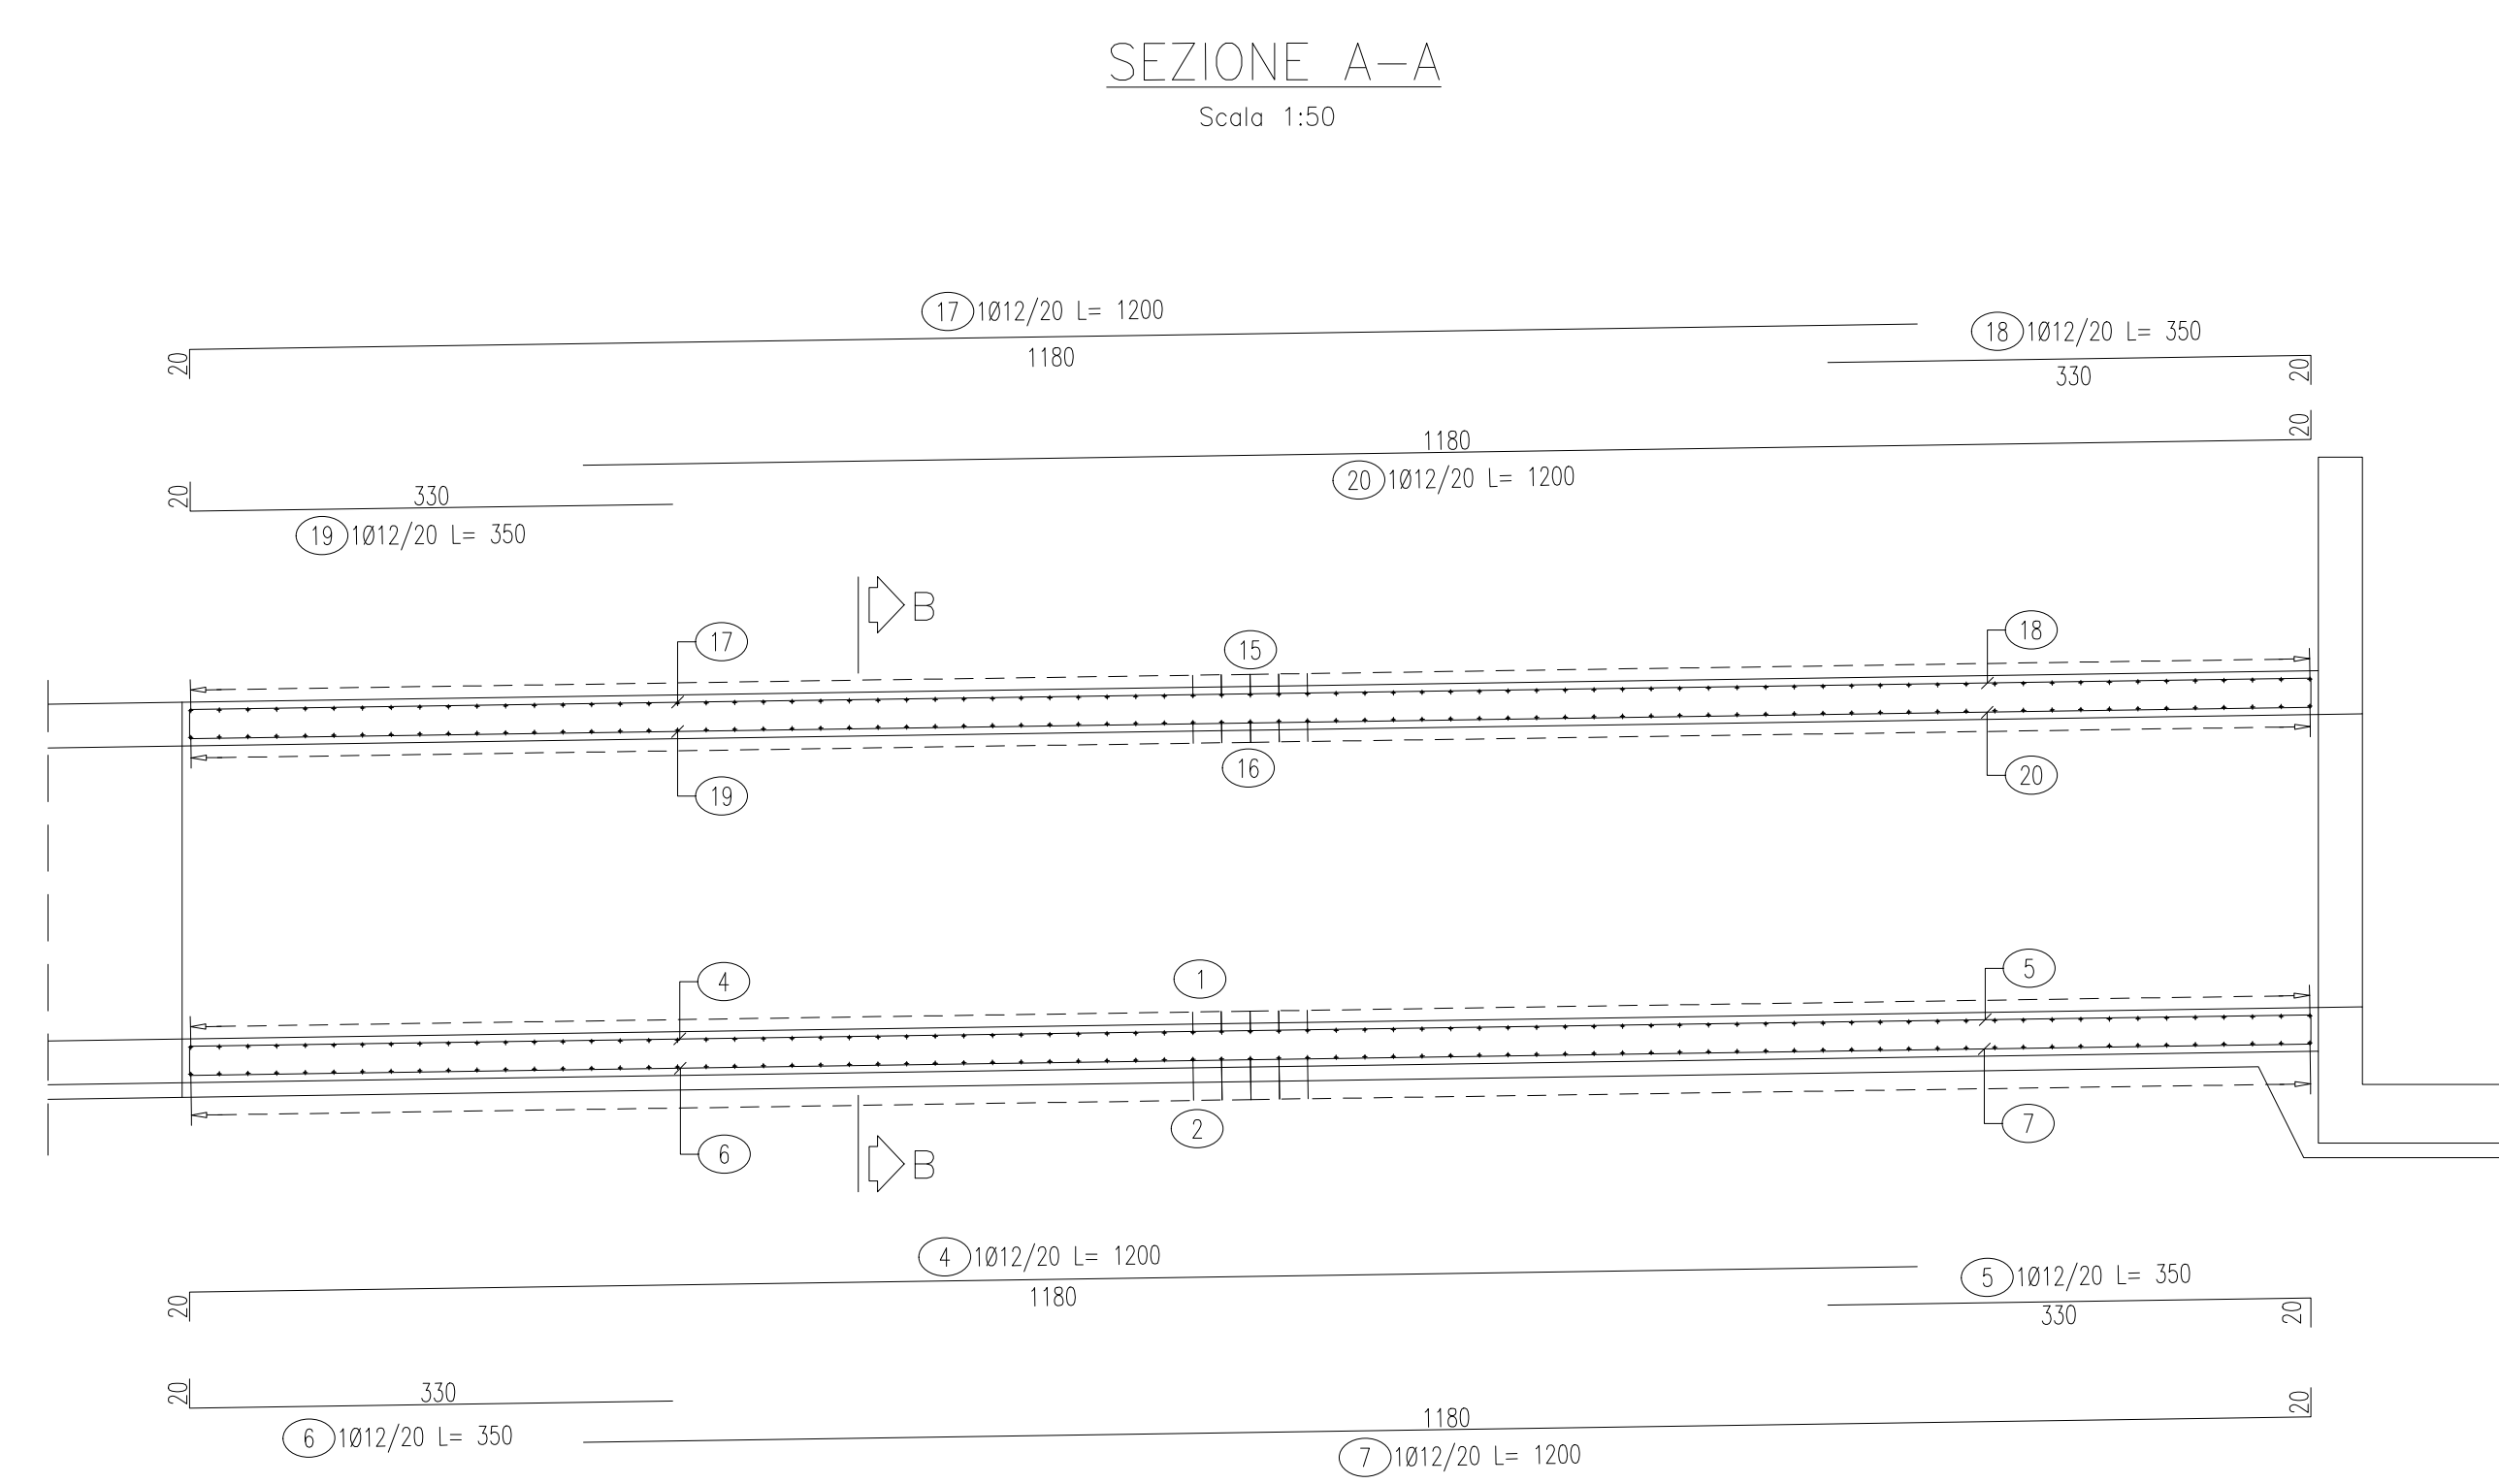 SEZIONE A-A
Scala 1:50
17 1Ø12/20 L= 1200
20
1180
18 1Ø12/20 L= 350
330
20
1180
20
20 1Ø12/20 L= 1200
20
330
19 1Ø12/20 L= 350
B
17
15
18
16
19
20
4
1
5
6
2
7
B
4 1Ø12/20 L= 1200
20
1180
5 1Ø12/20 L= 350
330
20
20
330
6 1Ø12/20 L= 350
1180
20
7 1Ø12/20 L= 1200